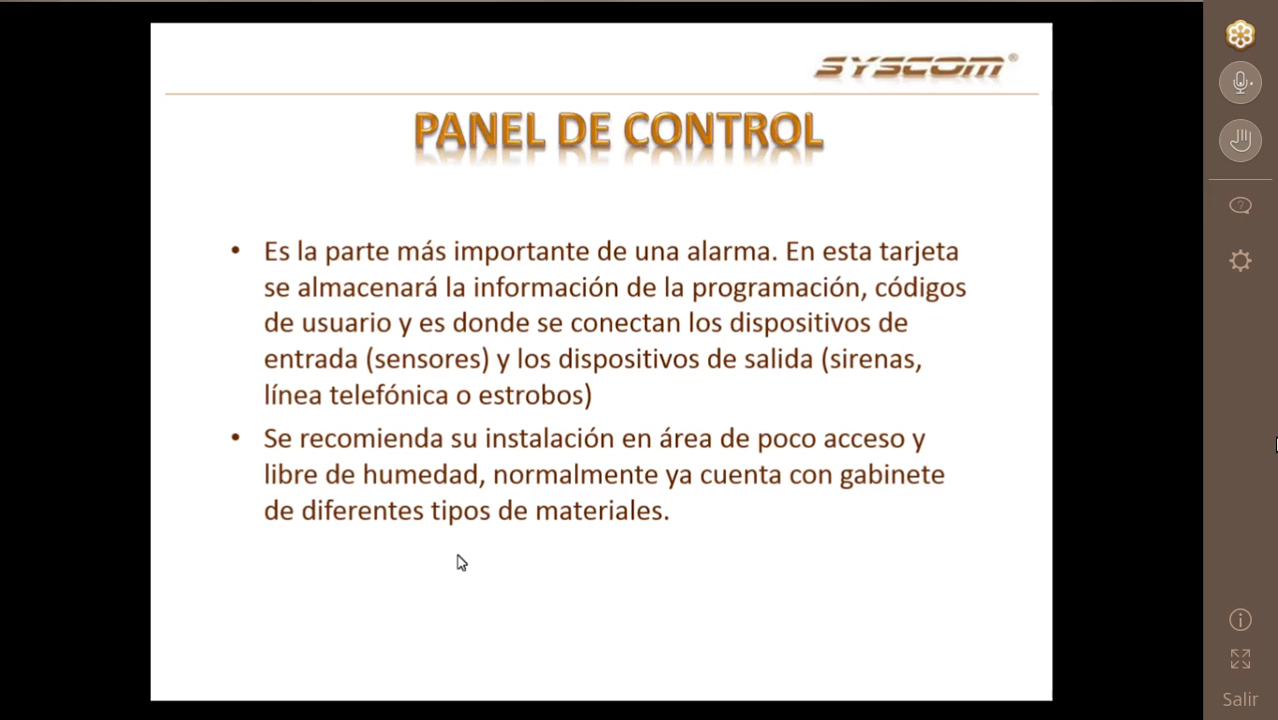 SYSCOM®
PANEL DE CONTROL
• Es la parte más importante de una alarma. En esta tarjeta
se almacenará la información de la programación, códigos
de usuario y es donde se conectan los dispositivos de
entrada (sensores) y los dispositivos de salida (sirenas,
línea telefónica o estrobos)
• Se recomienda su instalación en área de poco acceso y
libre de humedad, normalmente ya cuenta con gabinete
de diferentes tipos de materiales.
Salir